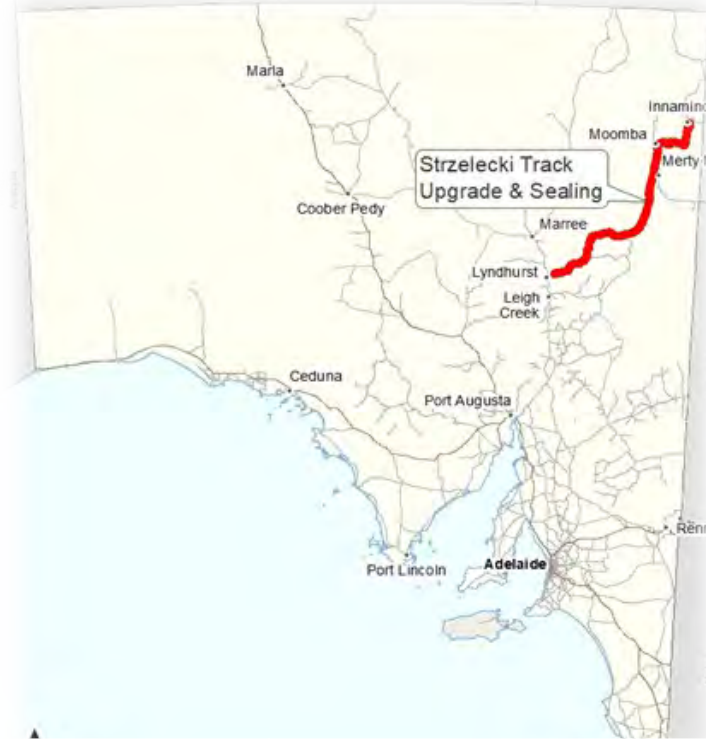 Marla
Innaminc
Moomba
Merty
Strzelecki Track
Upgrade & Sealing
Coober Pedy
Marree
Lyndhurst
Leigh
Creek
Ceduna
Port Augusta
Renn
Port Lincoln
Adelaide